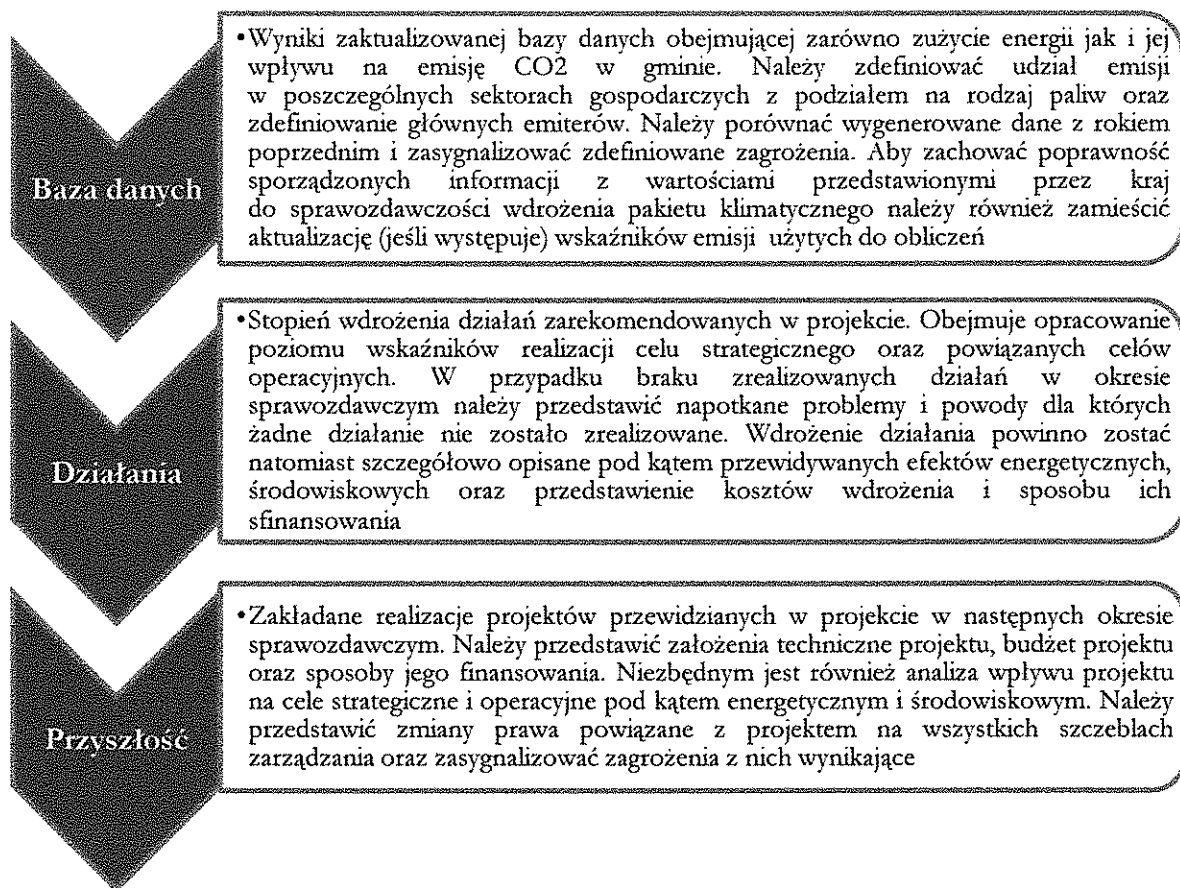 Baza danych
•Wyniki zaktualizowanej bazy danych obejmującej zarówno zużycie energii jak i jej
wpływu na emisję CO2 w gminie. Należy zdefiniować udział emisji
w poszczególnych sektorach gospodarczych z podziałem na rodzaj paliw oraz
zdefiniowanie głównych emiterów. Należy porównać wygenerowane dane z rokiem
poprzednim i zasygnalizować zdefiniowane zagrożenia. Aby zachować poprawność
sporządzonych informacji z wartościami przedstawionymi przez kraj
do sprawozdawczości wdrożenia pakietu klimatycznego należy również zamieścić
aktualizację (jeśli występuje) wskaźników emisji użytych do obliczeń
Działania
•Stopień wdrożenia działań zarekomendowanych w projekcie. Obejmuje opracowanie
poziomu wskaźników realizacji celu strategicznego oraz powiązanych celów
operacyjnych. W przypadku braku zrealizowanych działań w okresie
sprawozdawczym należy przedstawić napotkane problemy i powody dla których
żadne działanie nie zostało zrealizowane. Wdrożenie działania powinno zostać
natomiast szczegółowo opisane pod kątem przewidywanych efektów energetycznych,
środowiskowych oraz przedstawienie kosztów wdrożenia i sposobu ich
sfinansowania
Przyszłość
•Zakładane realizacje projektów przewidzianych w projekcie w następnych okresie
sprawozdawczym. Należy przedstawić założenia techniczne projektu, budżet projektu
oraz sposoby jego finansowania. Niezbędnym jest również analiza wpływu projektu
na cele strategiczne i operacyjne pod kątem energetycznym i środowiskowym. Należy
przedstawić zmiany prawa powiązane z projektem na wszystkich szczeblach
zarządzania oraz zasygnalizować zagrożenia z nich wynikające